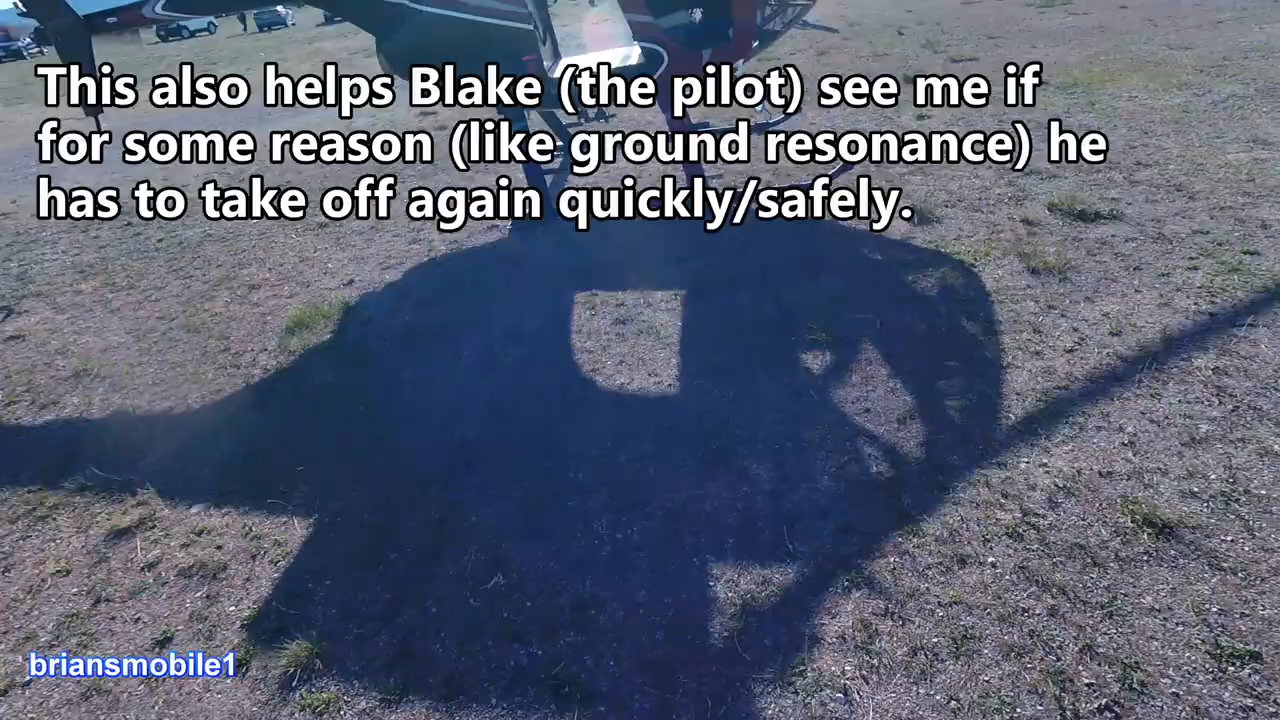 This also helps Blake (the pilot) see me if
for some reason (like ground resonance) he
has to take off again quickly/safely.
briansmobile1